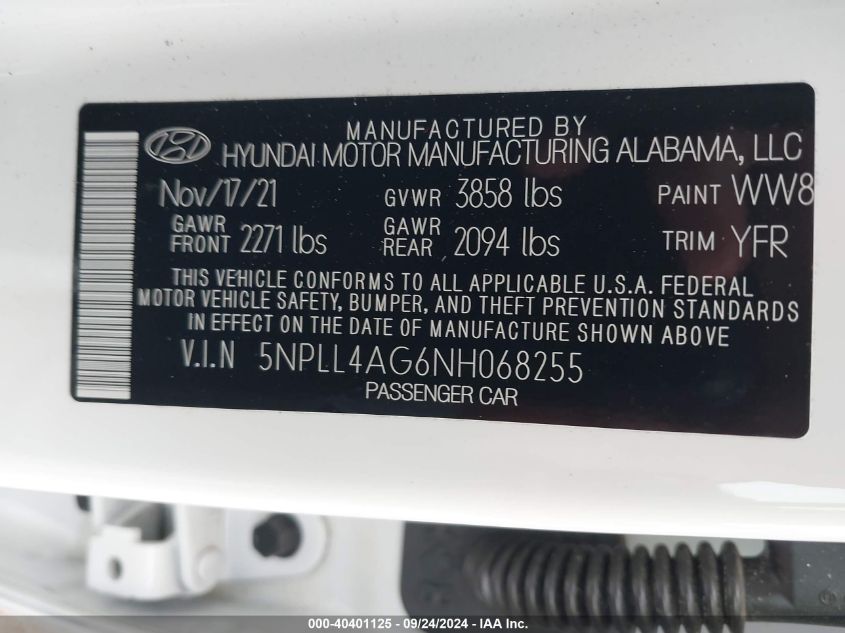 MANUFACTURED BY
HYUNDAI MOTOR MANUFACTURING ALABAMA, LLC
Nov/17/21 GVWR 3858 lbs PAINT WW8
GAWR FRONT 2271 lbs GAWR REAR 2094 lbs TRIM YFR
THIS VEHICLE CONFORMS TO ALL APPLICABLE U.S.A. FEDERAL
MOTOR VEHICLE SAFETY, BUMPER, AND THEFT PREVENTION STANDARDS
IN EFFECT ON THE DATE OF MANUFACTURE SHOWN ABOVE
V.I.N 5NPLL4AG6NH068255
PASSENGER CAR
000-40401125 - 09/24/2024 - IAA Inc.